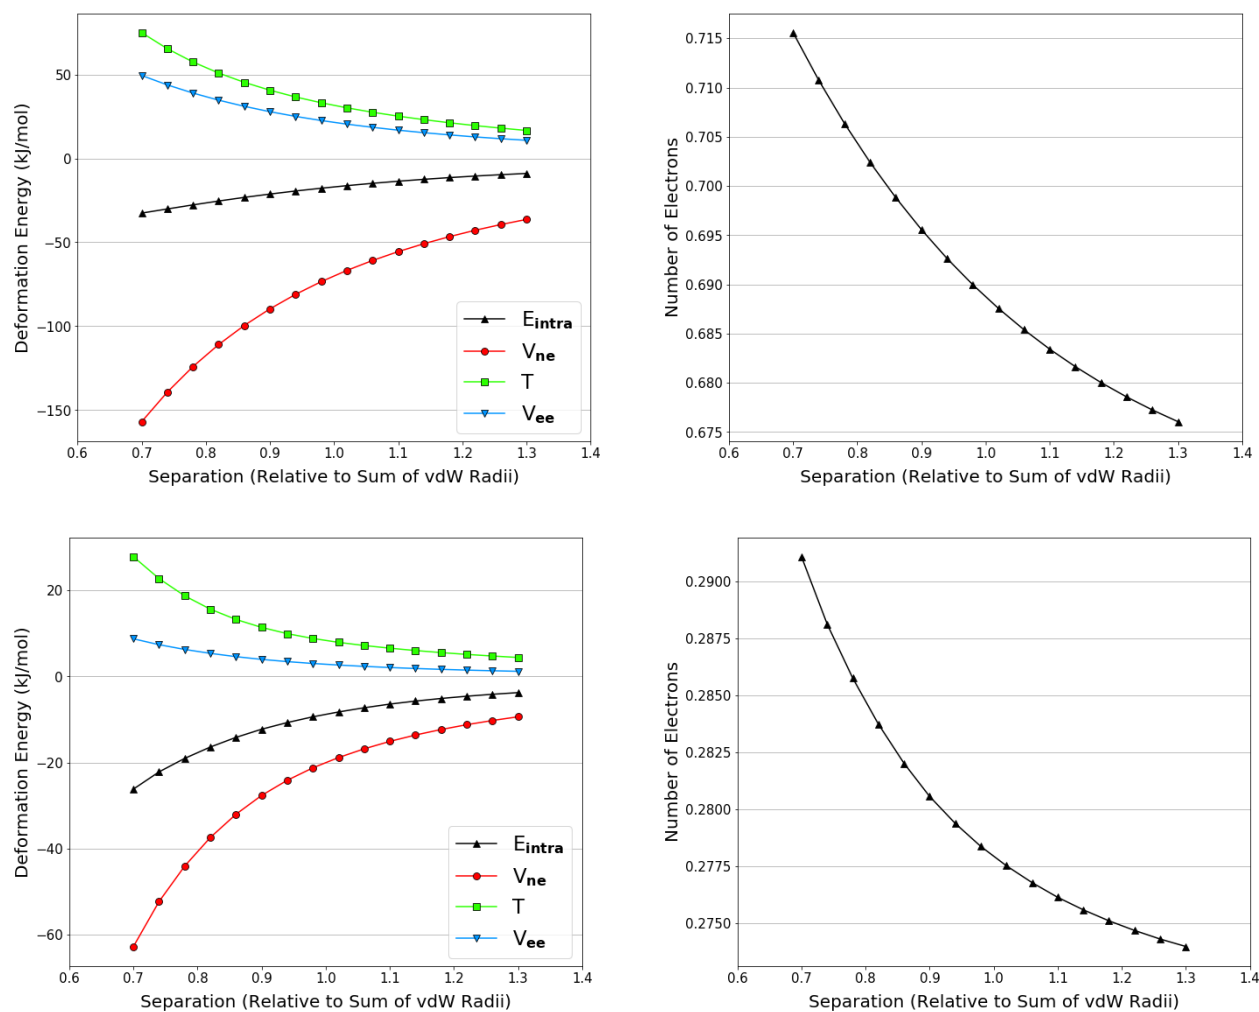 Deformation Energy (kJ/mol)
50
0
−50
−100
−150
0.6 0.7 0.8 0.9 1.0 1.1 1.2 1.3 1.4
Separation (Relative to Sum of vdW Radii)
E intra
V ne
T
V ee
Number of Electrons
0.715
0.710
0.705
0.700
0.695
0.690
0.685
0.680
0.675
0.6 0.7 0.8 0.9 1.0 1.1 1.2 1.3 1.4
Separation (Relative to Sum of vdW Radii)
Deformation Energy (kJ/mol)
20
0
−20
−40
−60
0.6 0.7 0.8 0.9 1.0 1.1 1.2 1.3 1.4
Separation (Relative to Sum of vdW Radii)
E intra
V ne
T
V ee
Number of Electrons
0.2900
0.2875
0.2850
0.2825
0.2800
0.2775
0.2750
0.6 0.7 0.8 0.9 1.0 1.1 1.2 1.3 1.4
Separation (Relative to Sum of vdW Radii)